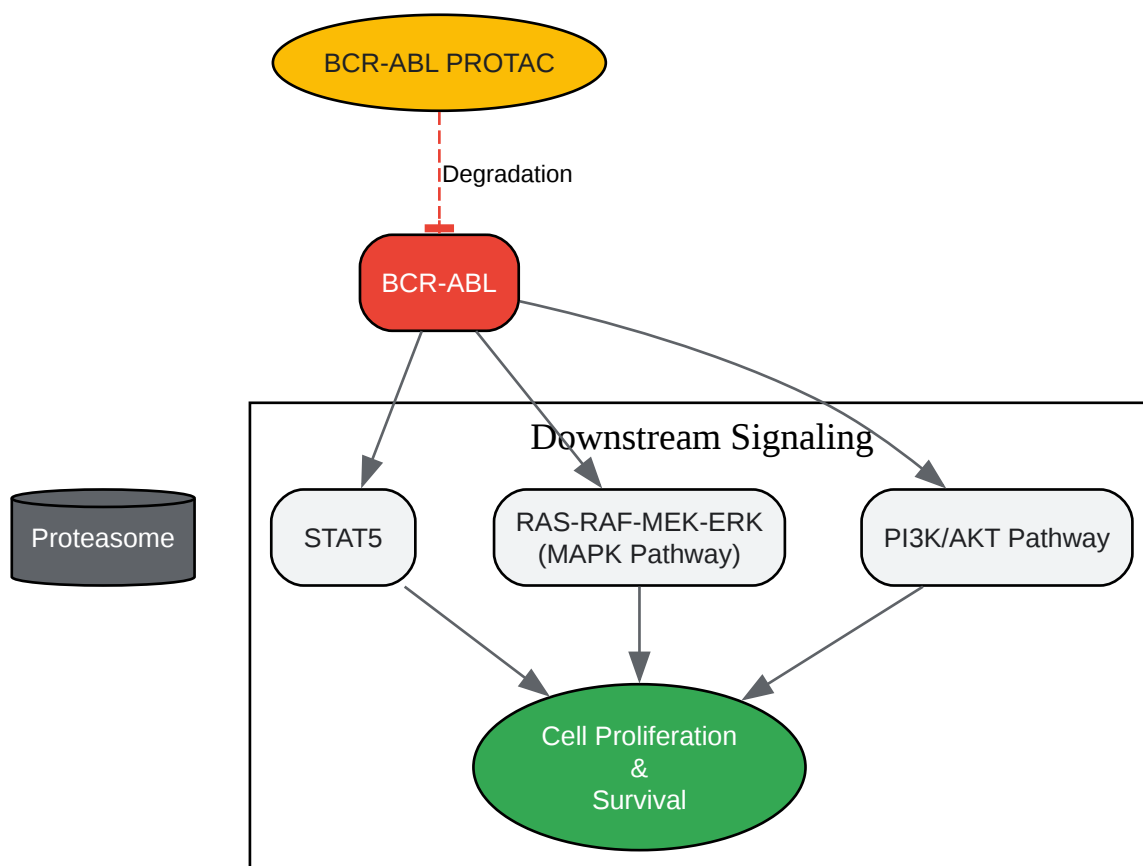 BCR-ABL PROTAC
Degradation
BCR-ABL
Downstream Signaling
Proteasome
STAT5
RAS-RAF-MEK-ERK
(MAPK Pathway)
PI3K/AKT Pathway
Cell Proliferation
&
Survival